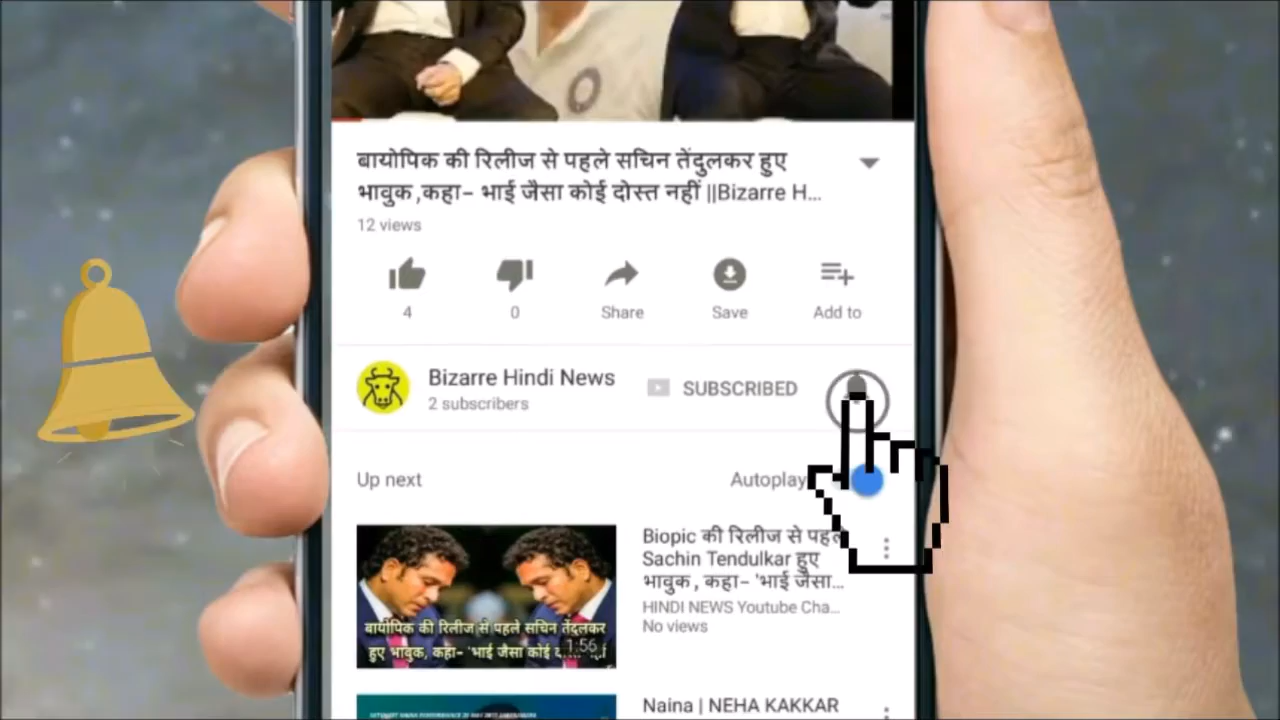 बायोपिक की रिलीज से पहले सचिन तेंदुलकर हुए
भावुक,कहा– भाई जैसा कोई दोस्त नहीं ||Bizarre H...
12 views
4
0
Share
Save
Add to
Bizarre Hindi News
SUBSCRIBED
2 subscribers
Up next
Autoplay
Biopic की रिलीज से पहले
Sachin Tendulkar हुए
भावुक, कहा– 'भाई जैसा...
HINDI NEWS Youtube Cha...
No views
बायोपिक की रिलीज से पहले सचिन तेंदुलकर
हुए भावुक, कहा– 'भाई जैसा कोई
1:56
Naina | NEHA KAKKAR